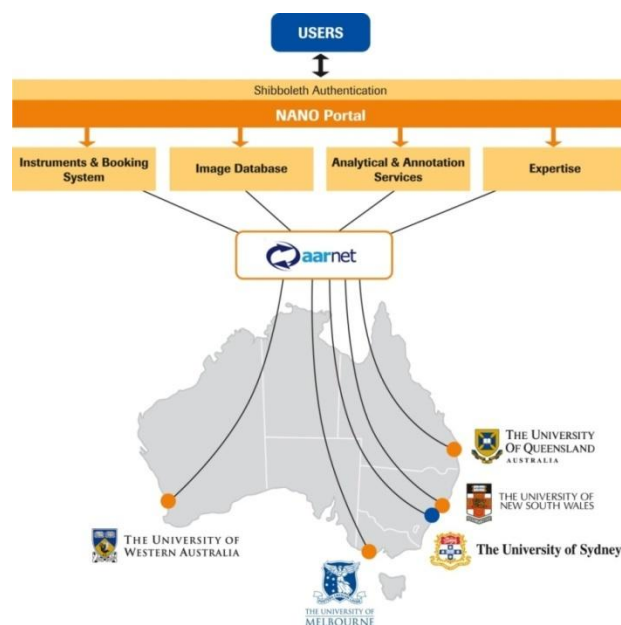 USERS
Shibboleth Authentication
NANO Portal
Instruments & Booking
System
Image Database
Analytical & Annotation
Services
Expertise
aarnet
THE UNIVERSITY
OF QUEENSLAND
AUSTRALIA
THE UNIVERSITY OF
NEW SOUTH WALES
The University of Sydney
THE UNIVERSITY OF
WESTERN AUSTRALIA
THE UNIVERSITY OF
MELBOURNE